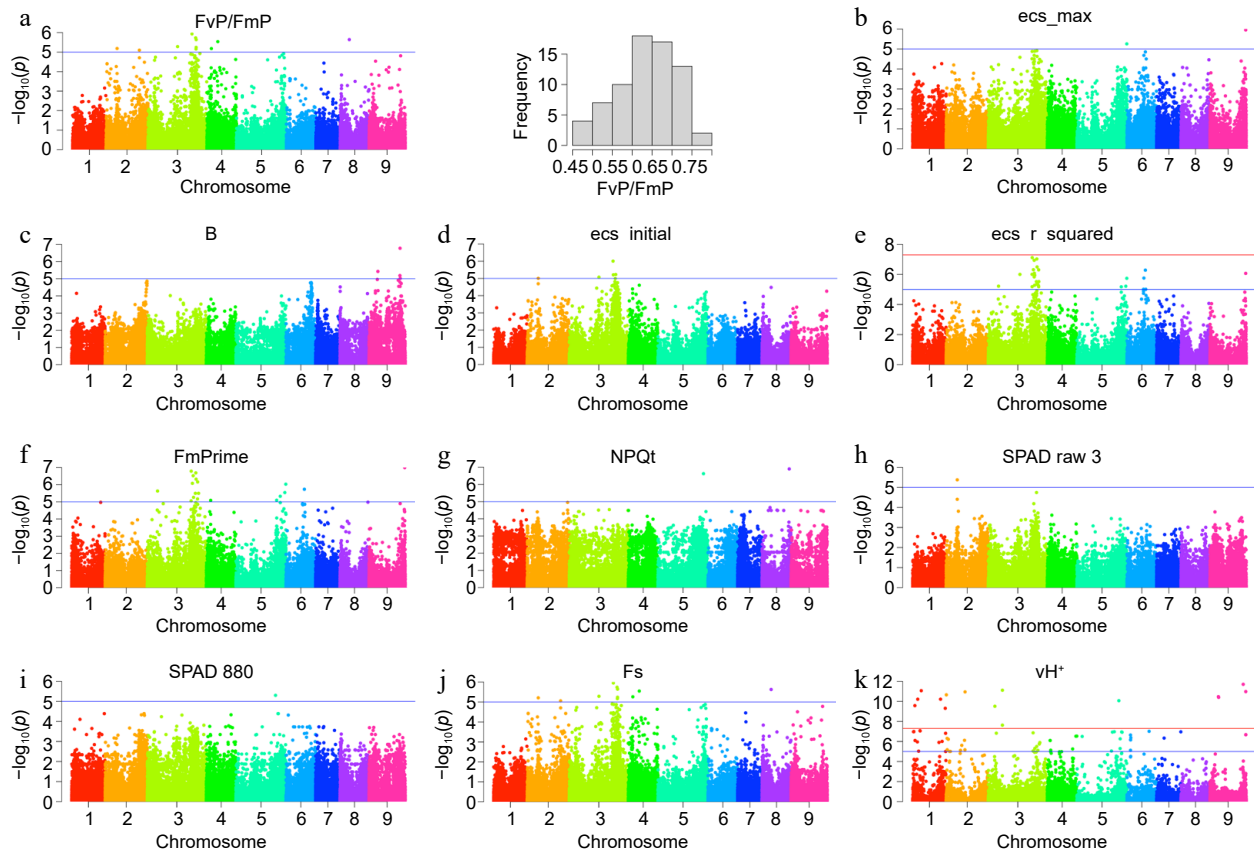 a
FvP/FmP
−log₁₀(p)
6
5
4
3
2
1
0
1 2 3 4 5 6 7 8 9
Chromosome
Frequency
15
10
5
0
0.45 0.55 0.65 0.75
FvP/FmP
b
ecs_max
−log₁₀(p)
6
5
4
3
2
1
0
1 2 3 4 5 6 7 8 9
Chromosome
c
B
−log₁₀(p)
7
6
5
4
3
2
1
0
1 2 3 4 5 6 7 8 9
Chromosome
d
ecs initial
−log₁₀(p)
7
6
5
4
3
2
1
0
1 2 3 4 5 6 7 8 9
Chromosome
e
ecs r squared
−log₁₀(p)
8
6
4
2
0
1 2 3 4 5 6 7 8 9
Chromosome
f
FmPrime
−log₁₀(p)
7
6
5
4
3
2
1
0
1 2 3 4 5 6 7 8 9
Chromosome
g
NPQt
−log₁₀(p)
7
6
5
4
3
2
1
0
1 2 3 4 5 6 7 8 9
Chromosome
h
SPAD raw 3
−log₁₀(p)
6
5
4
3
2
1
0
1 2 3 4 5 6 7 8 9
Chromosome
i
SPAD 880
−log₁₀(p)
6
5
4
3
2
1
0
1 2 3 4 5 6 7 8 9
Chromosome
j
Fs
−log₁₀(p)
6
5
4
3
2
1
0
1 2 3 4 5 6 7 8 9
Chromosome
k
vH⁺
−log₁₀(p)
12
10
8
6
4
2
0
1 2 3 4 5 6 7 8 9
Chromosome